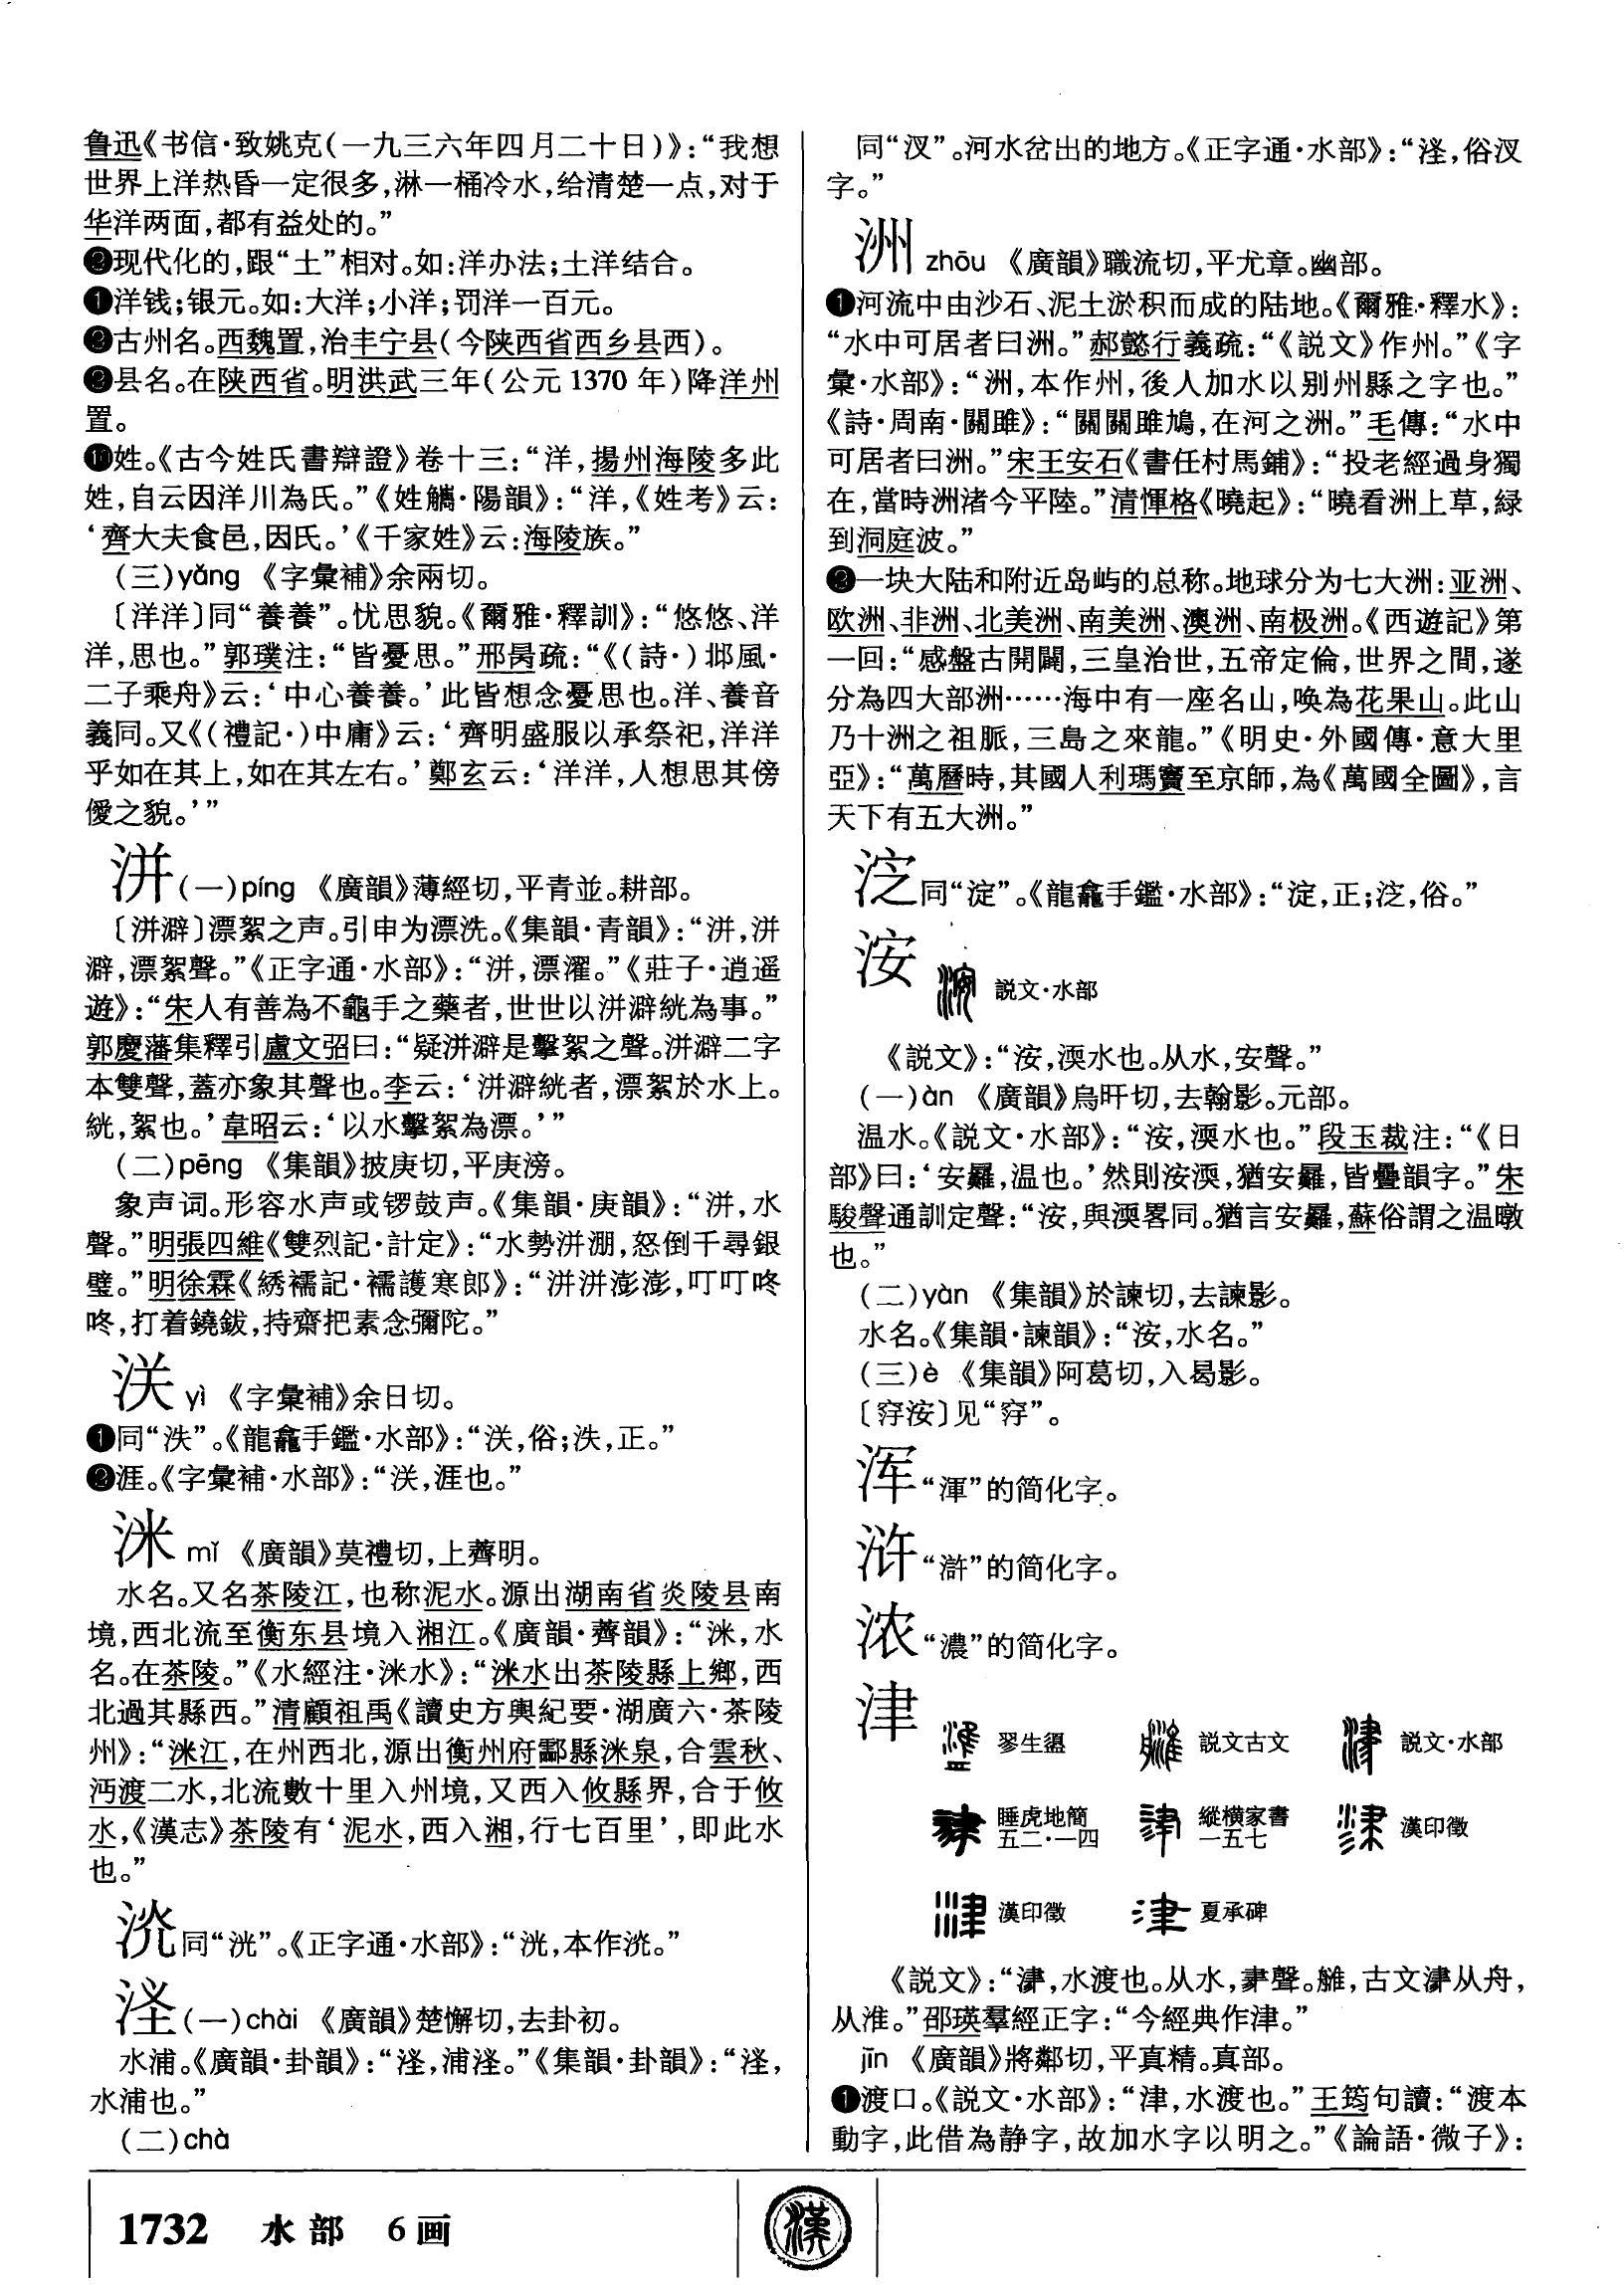 鲁迅《书信·致姚克(一九三六年四月二十日)》:“我想
世界上洋热昏一定很多,淋一桶冷水,给清楚一点,对于
华洋两面,都有益处的。”
现代化的,跟“土”相对。如:洋办法;土洋结合。
洋钱;银元。如:大洋;小洋;罚洋一百元。
古州名。西魏置,治丰宁县(今陕西省西乡县西)。
县名。在陕西省。明洪武三年(公元1370年)降洋州
置。
姓。《古今姓氏書辯證》卷十三:“洋,揚州海陵多此
姓,自云因洋川為氏。”《姓觿·陽韻》:“洋,《姓考》云:
‘齊大夫食邑,因氏。’《千家姓》云:海陵族。”
(三)yǎng 《字彙補》余兩切。
〔洋洋〕同“養養”。忧思貌。《爾雅·釋訓》:“悠悠、洋
洋,思也。”郭璞注:“皆憂思。”邢昺疏:“《(詩·)邶風·
二子乘舟》云:‘中心養養。’此皆想念憂思也。洋、養音
義同。又《(禮記·)中庸》云:‘齊明盛服以承祭祀,洋洋
乎如在其上,如在其左右。’鄭玄云:‘洋洋,人想思其傍
僾之貌。’”
洴(一)píng 《廣韻》薄經切,平青並。耕部。
〔洴澼〕漂絮之声。引申为漂洗。《集韻·青韻》:“洴,洴
澼,漂絮聲。”《正字通·水部》:“洴,漂濯。”《莊子·逍遥
遊》:“宋人有善為不龜手之藥者,世世以洴澼絖為事。”
郭慶藩集釋引盧文弨曰:“疑洴澼是擊絮之聲。洴澼二字
本雙聲,蓋亦象其聲也。李云:‘洴澼絖者,漂絮於水上。
絖,絮也。’韋昭云:‘以水擊絮為漂。’”
(二)pēng 《集韻》披庚切,平庚滂。
象声词。形容水声或锣鼓声。《集韻·庚韻》:“洴,水
聲。”明張四維《雙烈記·計定》:“水勢洴淜,怒倒千尋銀
璧。”明徐霖《綉襦記·襦護寒郎》:“洴洴澎澎,叮叮咚
咚,打着鐃鈸,持齋把素念彌陀。”
yì 《字彙補》余日切。
❶同“泆”。《龍龕手鑑·水部》:“,俗;泆,正。”
❷涯。《字彙補·水部》:“,涯也。”
洣 mǐ 《廣韻》莫禮切,上薺明。
水名。又名茶陵江,也称泥水。源出湖南省炎陵县南
境,西北流至衡东县境入湘江。《廣韻·薺韻》:“洣,水
名。在茶陵。”《水經注·洣水》:“洣水出茶陵縣上鄉,西
北過其縣西。”清顧祖禹《讀史方輿紀要·湖廣六·茶陵
州》:“洣江,在州西北,源出衡州府酃縣洣泉,合雲秋、
沔渡二水,北流數十里入州境,又西入攸縣界,合于攸
水,《漢志》茶陵有‘泥水,西入湘,行七百里’,即此水
也。”
同“洸”。《正字通·水部》:“洸,本作。”
(一)chài 《廣韻》楚懈切,去卦初。
水浦。《廣韻·卦韻》:“,浦。”《集韻·卦韻》:“,
水浦也。”
(二)chà
同“汊”。河水岔出的地方。《正字通·水部》:“,俗汊
字。”
洲 zhōu 《廣韻》職流切,平尤章。幽部。
❶河流中由沙石、泥土淤积而成的陆地。《爾雅·釋水》:
“水中可居者曰洲。”郝懿行義疏:“《説文》作州。”《字
彙·水部》:“洲,本作州,後人加水以别州縣之字也。”
《詩·周南·關雎》:“關關雎鳩,在河之洲。”毛傳:“水中
可居者曰洲。”宋王安石《書任村馬鋪》:“投老經過身獨
在,當時洲渚今平陸。”清惲格《曉起》:“曉看洲上草,緑
到洞庭波。”
❷一块大陆和附近岛屿的总称。地球分为七大洲:亚洲、
欧洲、非洲、北美洲、南美洲、澳洲、南极洲。《西遊記》第
一回:“感盤古開闢,三皇治世,五帝定倫,世界之間,遂
分為四大部洲……海中有一座名山,唤為花果山。此山
乃十洲之祖脈,三島之來龍。”《明史·外國傳·意大里
亞》:“萬曆時,其國人利瑪竇至京師,為《萬國全圖》,言
天下有五大洲。”
同“淀”。《龍龕手鑑·水部》:“淀,正;,俗。”
洝 説文·水部
《説文》:“洝,渜水也。从水,安聲。”
(一)àn 《廣韻》烏旰切,去翰影。元部。
温水。《説文·水部》:“洝,渜水也。”段玉裁注:“《日
部》曰:‘安㬮,温也。’然則洝渜,猶安㬮,皆疊韻字。”朱
駿聲通訓定聲:“洝,與渜畧同。猶言安㬮,蘇俗謂之温暾
也。”
(二)yàn 《集韻》於諫切,去諫影。
水名。《集韻·諫韻》:“洝,水名。”
(三)è 《集韻》阿葛切,入曷影。
〔洝〕见“”。
浑“渾”的简化字。
浒“滸”的简化字。
浓“濃”的简化字。
津
翏生盨 説文古文 説文·水部
睡虎地簡五二·一四 縱横家書一五七 漢印徵
漢印徵 夏承碑
《説文》:“,水渡也。从水,聲。,古文从舟,
从淮。”邵瑛羣經正字:“今經典作津。”
jīn 《廣韻》將鄰切,平真精。真部。
❶渡口。《説文·水部》:“津,水渡也。”王筠句讀:“渡本
動字,此借為静字,故加水字以明之。”《論語·微子》:
1732 水部 6画
漢